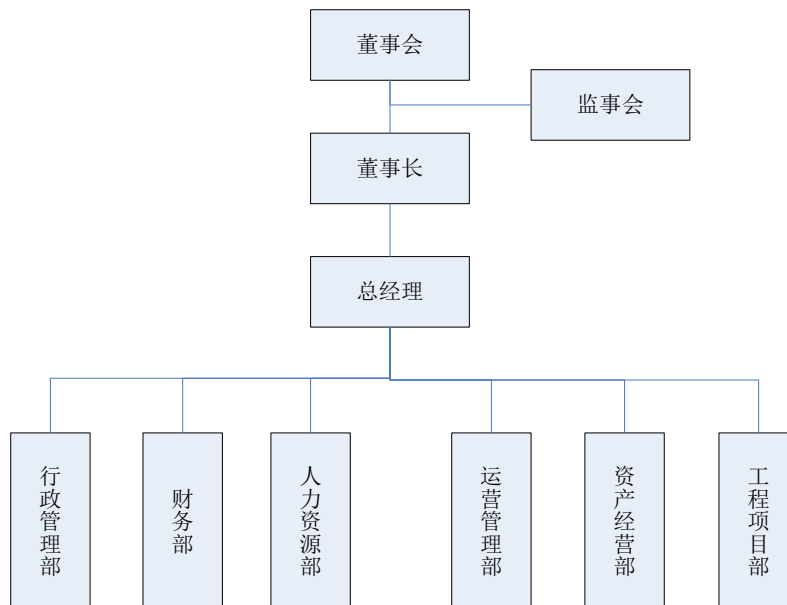 董事会
监事会
董事长
总经理
行政管理部
财务部
人力资源部
运营管理部
资产经营部
工程项目部